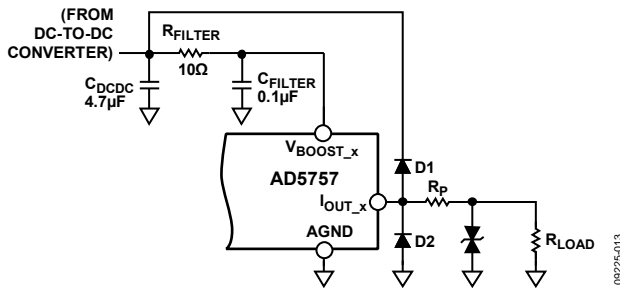 (FROM
DC-TO-DC
CONVERTER)
RFILTER
10Ω
CDCDC
4.7µF
CFILTER
0.1µF
VBOOST_x
AD5757
IOUT_x
AGND
D1
RP
D2
RLOAD
09225-013